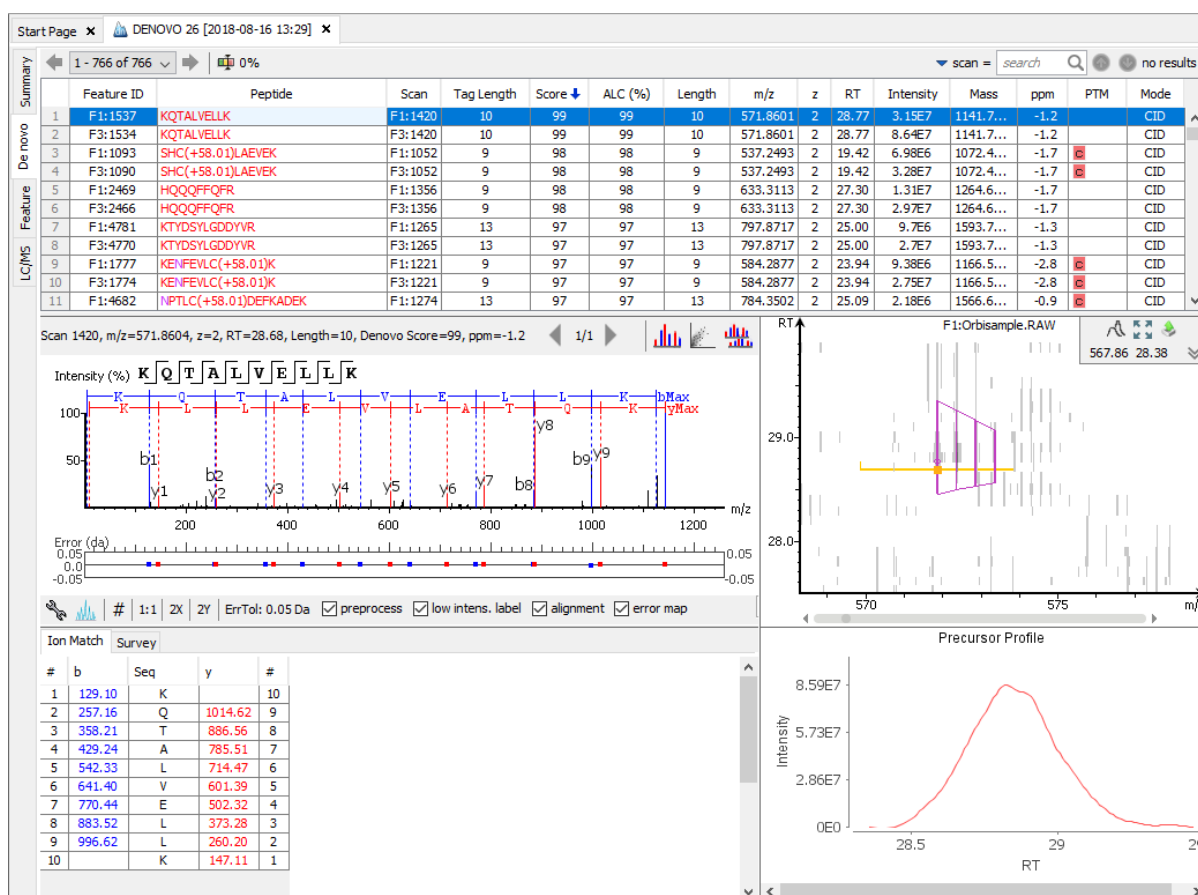 Start Page × DENOVO 26 [2018-08-16 13:29] ×
Summary
De novo
Feature
LC/MS
1 - 766 of 766 0% scan = search no results
Feature ID Peptide Scan Tag Length Score ALC (%) Length m/z z RT Intensity Mass ppm PTM Mode
1 F1:1537 KQTALVELLK F1:1420 10 99 99 10 571.8601 2 28.77 3.15E7 1141.7... -1.2 CID
2 F3:1534 KQTALVELLK F3:1420 10 99 99 10 571.8601 2 28.77 8.64E7 1141.7... -1.2 CID
3 F1:1093 SHC(+58.01)LAEVEK F1:1052 9 98 98 9 537.2493 2 19.42 6.98E6 1072.4... -1.7 C CID
4 F3:1090 SHC(+58.01)LAEVEK F3:1052 9 98 98 9 537.2493 2 19.42 3.28E7 1072.4... -1.7 C CID
5 F1:2469 HQQQFFQFR F1:1356 9 98 98 9 633.3113 2 27.30 1.31E7 1264.6... -1.7 CID
6 F3:2466 HQQQFFQFR F3:1356 9 98 98 9 633.3113 2 27.30 2.97E7 1264.6... -1.7 CID
7 F1:4781 KTYDSYLGDDYVR F1:1265 13 97 97 13 797.8717 2 25.00 9.7E6 1593.7... -1.3 CID
8 F3:4770 KTYDSYLGDDYVR F3:1265 13 97 97 13 797.8717 2 25.00 2.7E7 1593.7... -1.3 CID
9 F1:1777 KENFEVLC(+58.01)K F1:1221 9 97 97 9 584.2877 2 23.94 9.38E6 1166.5... -2.8 C CID
10 F3:1774 KENFEVLC(+58.01)K F3:1221 9 97 97 9 584.2877 2 23.94 2.75E7 1166.5... -2.8 C CID
11 F1:4682 NPTLC(+58.01)DEFKADEK F1:1274 13 97 97 13 784.3502 2 25.09 2.18E6 1566.6... -0.9 C CID
Scan 1420, m/z=571.8604, z=2, RT=28.68, Length=10, Denovo Score=99, ppm=-1.2 1/1
Intensity (%) K Q T A L V E L L K
K Q T A L V E L L K bMax
K L L E V L A T Q K yMax
100
50
b1 y1 b2 y2 y3 y4 y5 y6 y7 b8 y8 b9 y9
m/z
200 400 600 800 1000 1200
Error (da)
0.05 0.05
0.0
-0.05 -0.05
# 1:1 2X 2Y ErrTol: 0.05 Da preprocess low intens. label alignment error map
Ion Match Survey
# b Seq y #
1 129.10 K 10
2 257.16 Q 1014.62 9
3 358.21 T 886.56 8
4 429.24 A 785.51 7
5 542.33 L 714.47 6
6 641.40 V 601.39 5
7 770.44 E 502.32 4
8 883.52 L 373.28 3
9 996.62 L 260.20 2
10 K 147.11 1
RT F1:Orbisample.RAW
567.86 28.38
29.0
28.0
570 575 m/
Precursor Profile
Intensity
8.59E7
5.73E7
2.86E7
0E0
28.5 29 29
RT